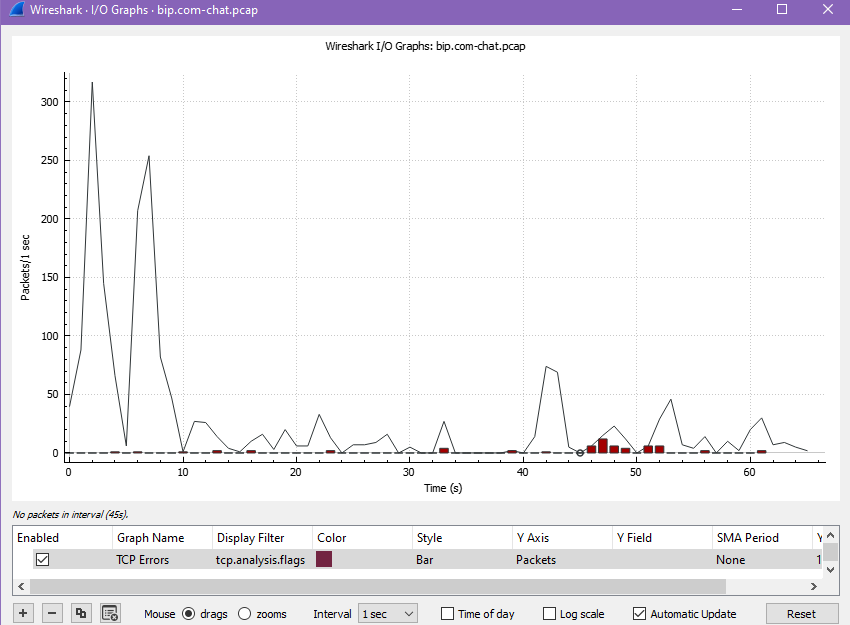 Wireshark · I/O Graphs · bip.com-chat.pcap
Wireshark I/O Graphs: bip.com-chat.pcap
300
250
200
150
100
50
0
Packets/1 sec
0 10 20 30 40 50 60
Time (s)
No packets in interval (45s).
Enabled Graph Name Display Filter Color Style Y Axis Y Field SMA Period Y
TCP Errors tcp.analysis.flags Bar Packets None 1
Mouse drags zooms Interval 1 sec Time of day Log scale Automatic Update Reset